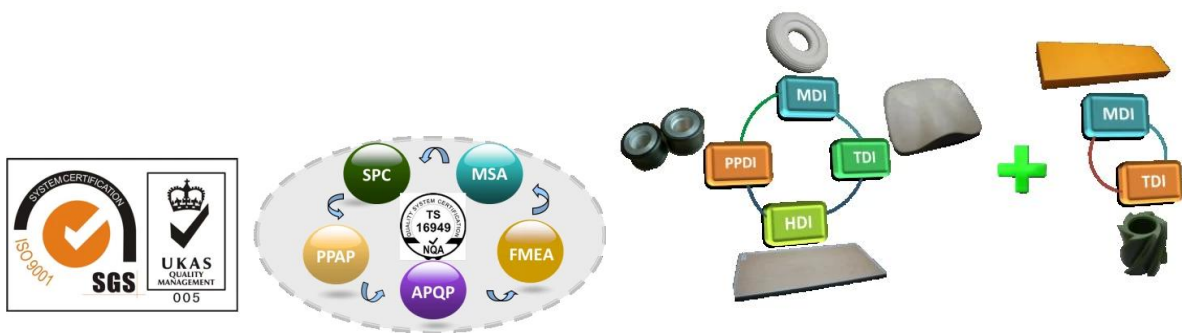 SYSTEM CERTIFICATION
ISO 9001
SGS
UKAS
QUALITY
MANAGEMENT
005
SPC
MSA
PPAP
FMEA
APQP
QUALITY SYSTEM CERTIFICATION
TS
16949
NQA
MDI
PPDI
TDI
HDI
MDI
TDI